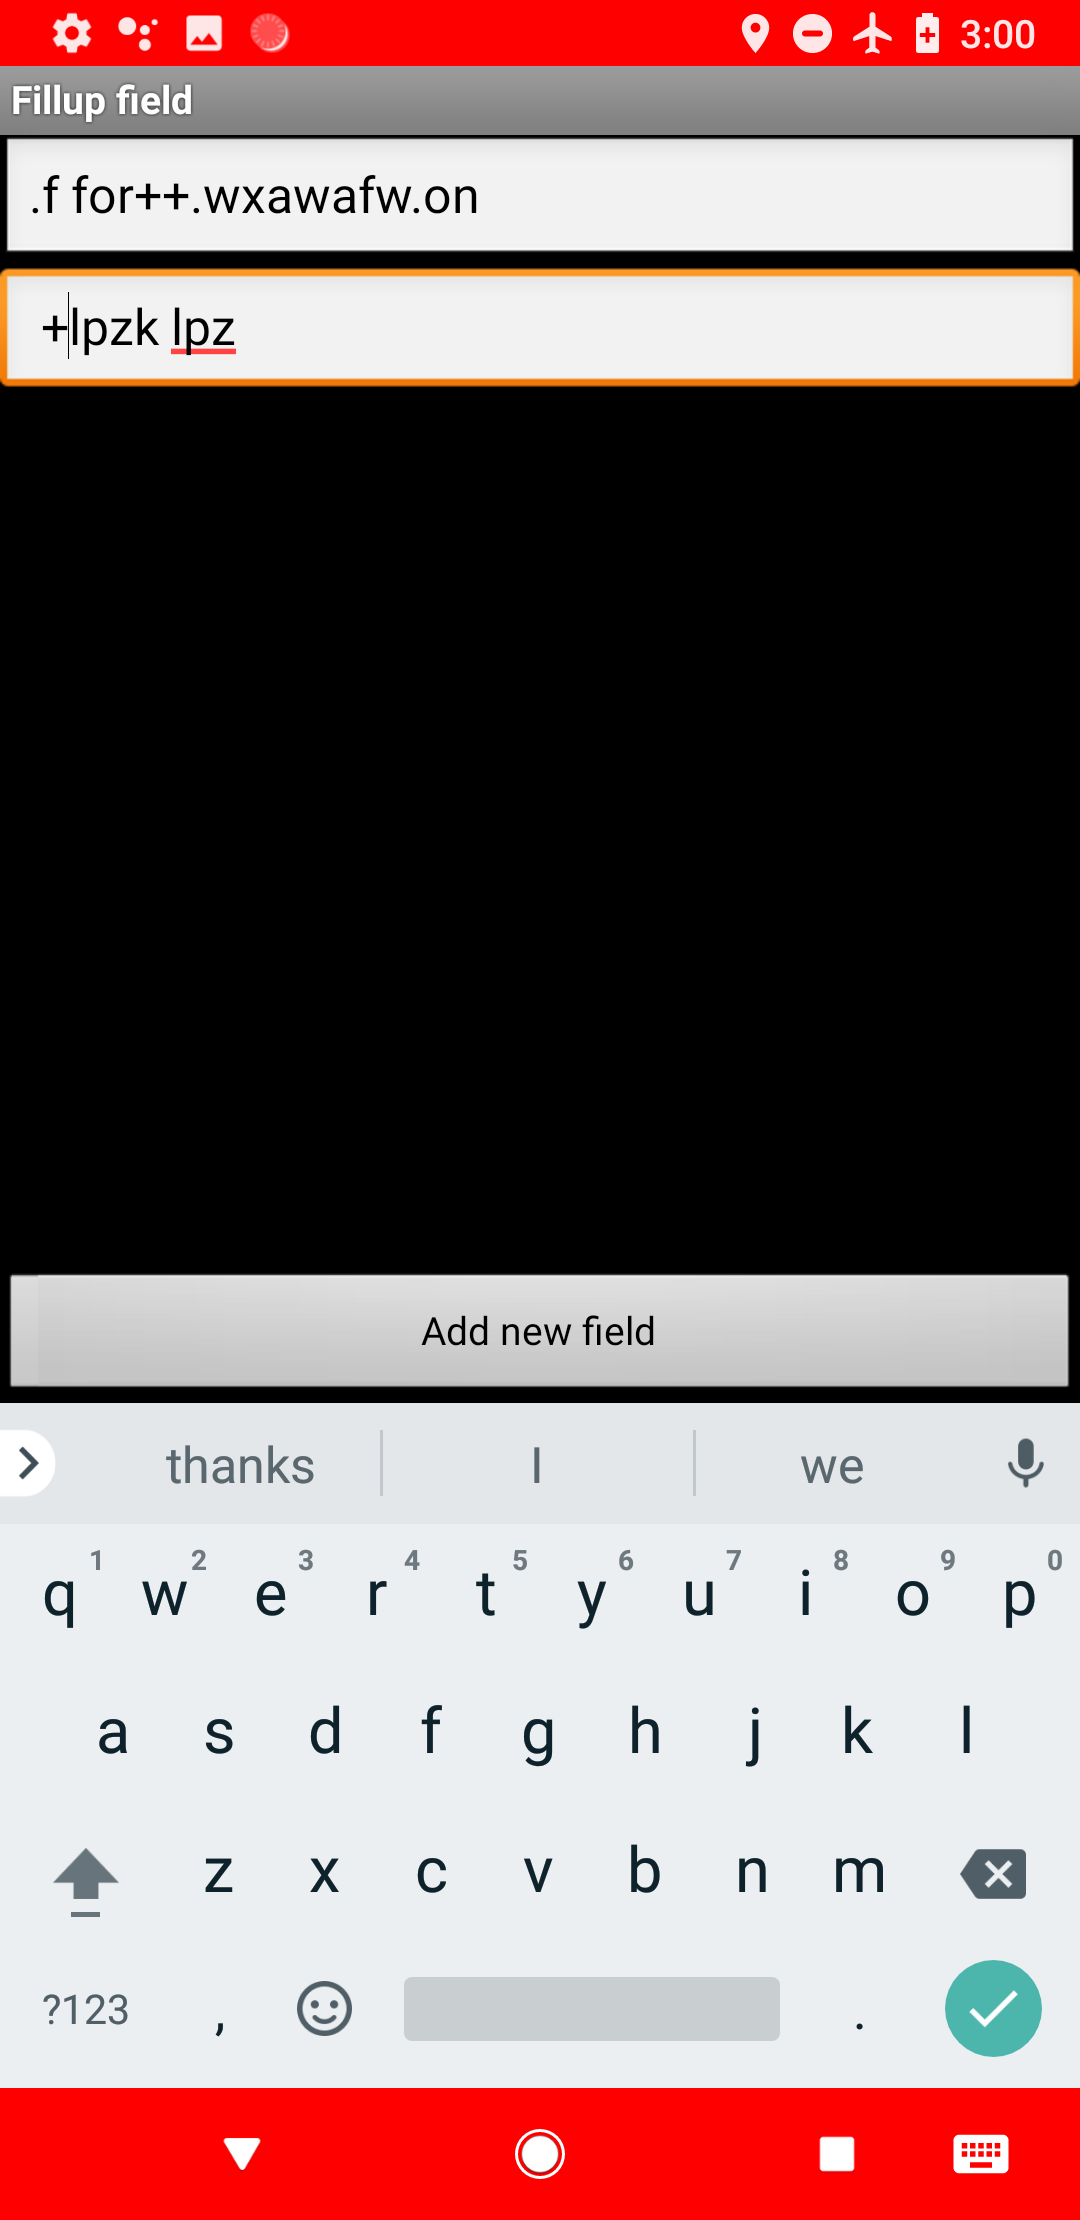 3:00
Fillup field
.f for++.wxawafw.on
+lpzk lpz
Add new field
thanks I we
1 2 3 4 5 6 7 8 9 0
q w e r t y u i o p
a s d f g h j k l
z x c v b n m
?123 , .